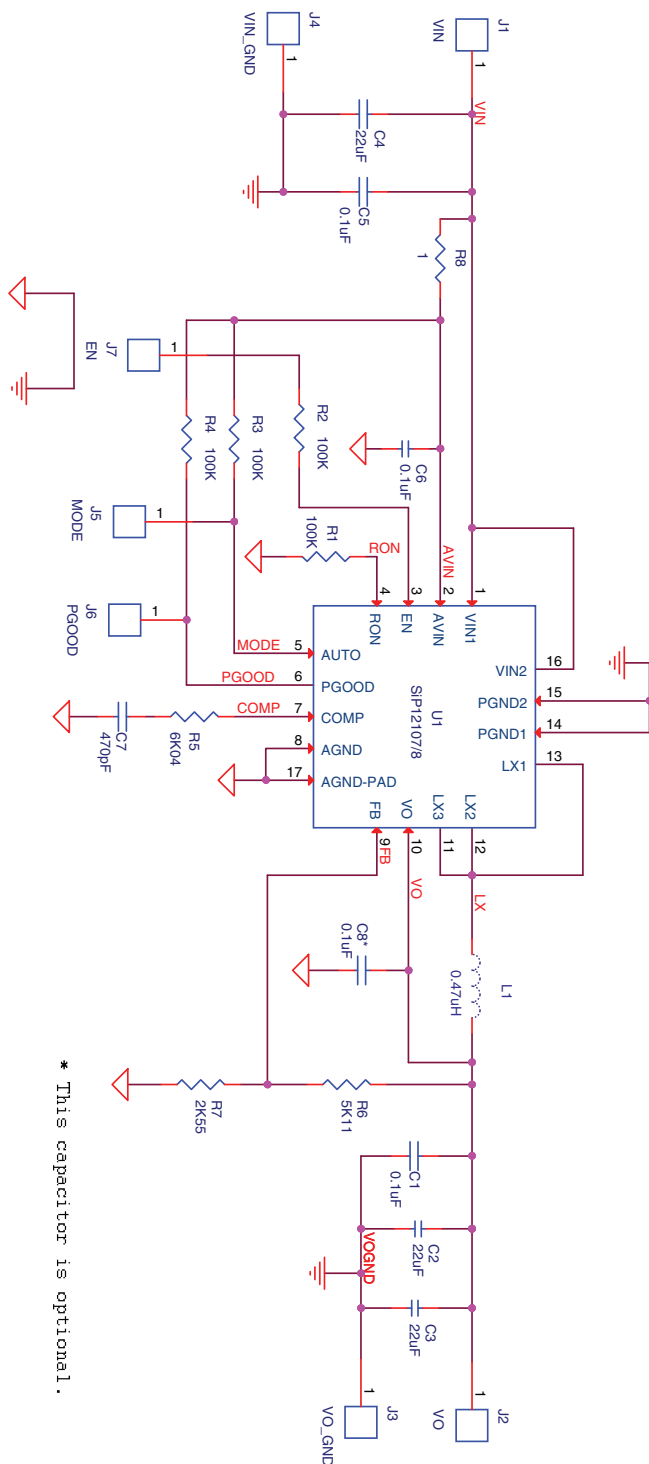 J4
VIN_GND
1
J1
VIN
1
VIN
C4
22uF
C5
0.1uF
R8
1
J7
EN
1
R4
100K
R3
100K
R2
100K
C6
0.1uF
J5
MODE
1
J6
PGOOD
1
R1
100K
RON
AVIN
4
3
2
1
RON
EN
AVIN
VIN1
MODE
5
AUTO
PGOOD
6
PGOOD
COMP
7
COMP
8
AGND
17
AGND-PAD
C7
470pF
R5
6K04
U1
SIP12107/8
VIN2
16
PGND2
15
PGND1
14
LX1
13
FB
VO
LX3
LX2
9
10
11
12
FB
VO
LX
C8*
0.1uF
L1
0.47uH
R7
2K55
R6
5K11
C1
0.1uF
C2
22uF
VOGND
C3
22uF
1
J3
VO_GND
1
J2
VO
* This capacitor is optional.